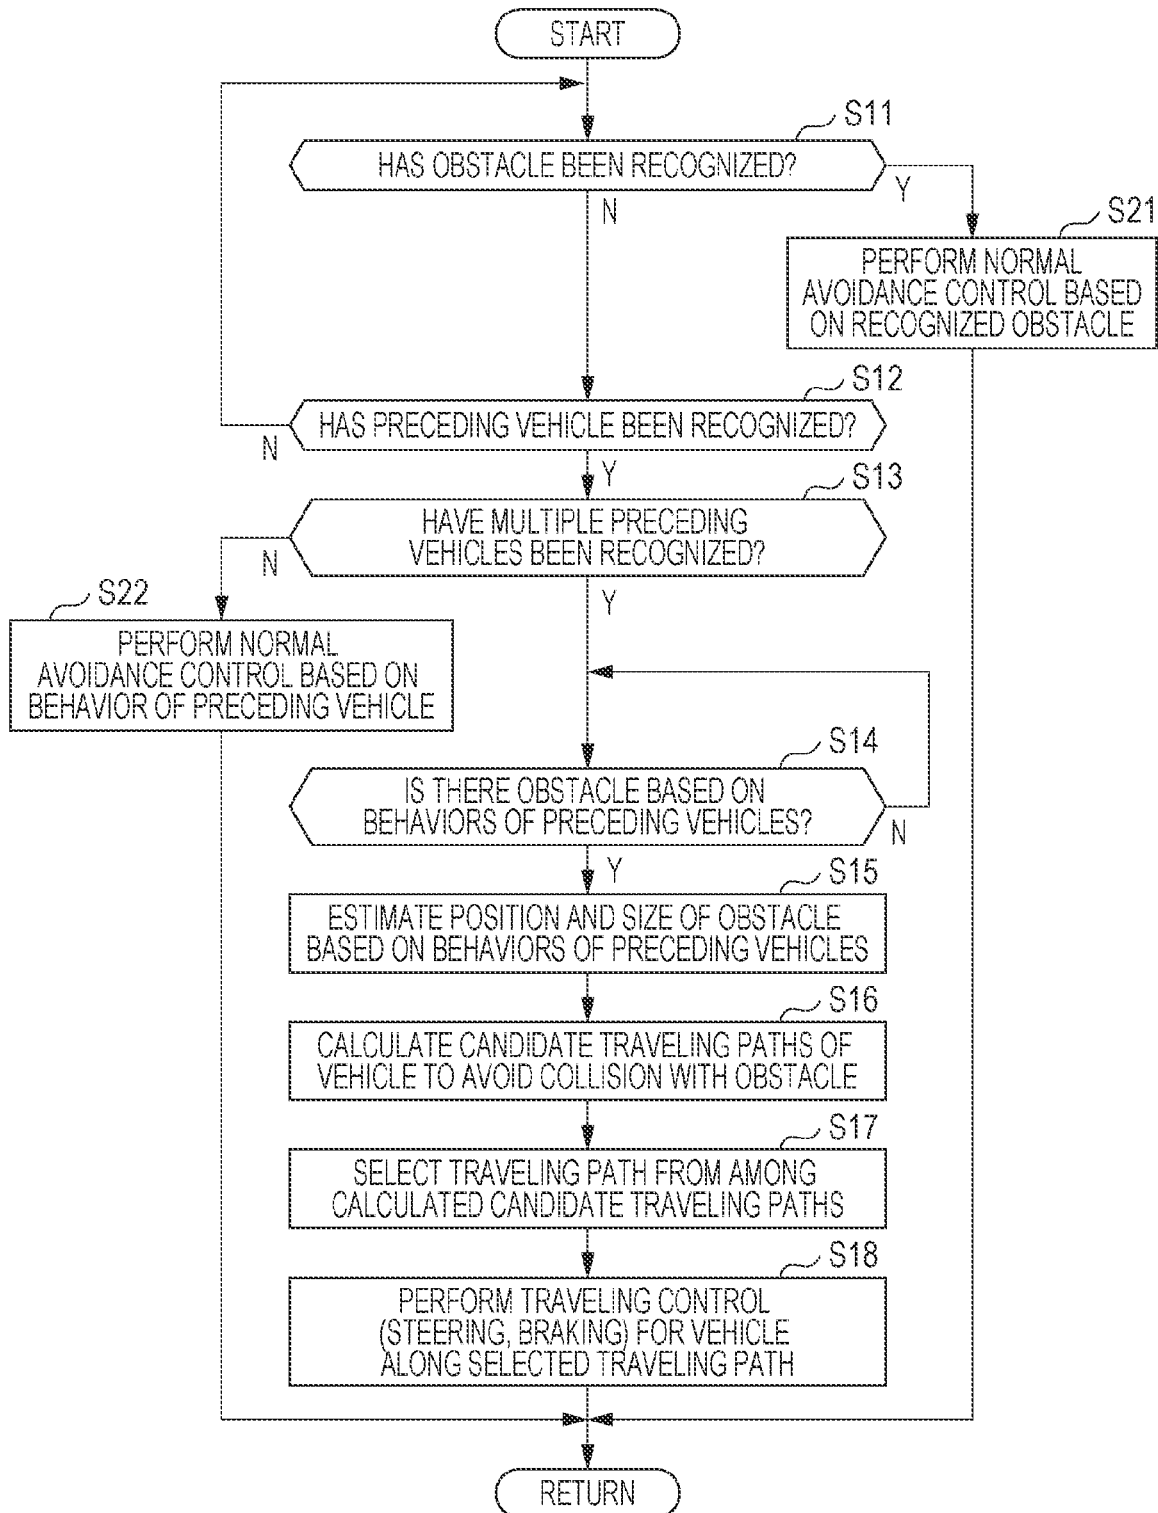 START
S11
HAS OBSTACLE BEEN RECOGNIZED?
Y
N
S21
PERFORM NORMAL
AVOIDANCE CONTROL BASED
ON RECOGNIZED OBSTACLE
S12
HAS PRECEDING VEHICLE BEEN RECOGNIZED?
N
Y
S13
HAVE MULTIPLE PRECEDING
VEHICLES BEEN RECOGNIZED?
N
Y
S22
PERFORM NORMAL
AVOIDANCE CONTROL BASED ON
BEHAVIOR OF PRECEDING VEHICLE
S14
IS THERE OBSTACLE BASED ON
BEHAVIORS OF PRECEDING VEHICLES?
N
Y
S15
ESTIMATE POSITION AND SIZE OF OBSTACLE
BASED ON BEHAVIORS OF PRECEDING VEHICLES
S16
CALCULATE CANDIDATE TRAVELING PATHS OF
VEHICLE TO AVOID COLLISION WITH OBSTACLE
S17
SELECT TRAVELING PATH FROM AMONG
CALCULATED CANDIDATE TRAVELING PATHS
S18
PERFORM TRAVELING CONTROL
(STEERING, BRAKING) FOR VEHICLE
ALONG SELECTED TRAVELING PATH
RETURN